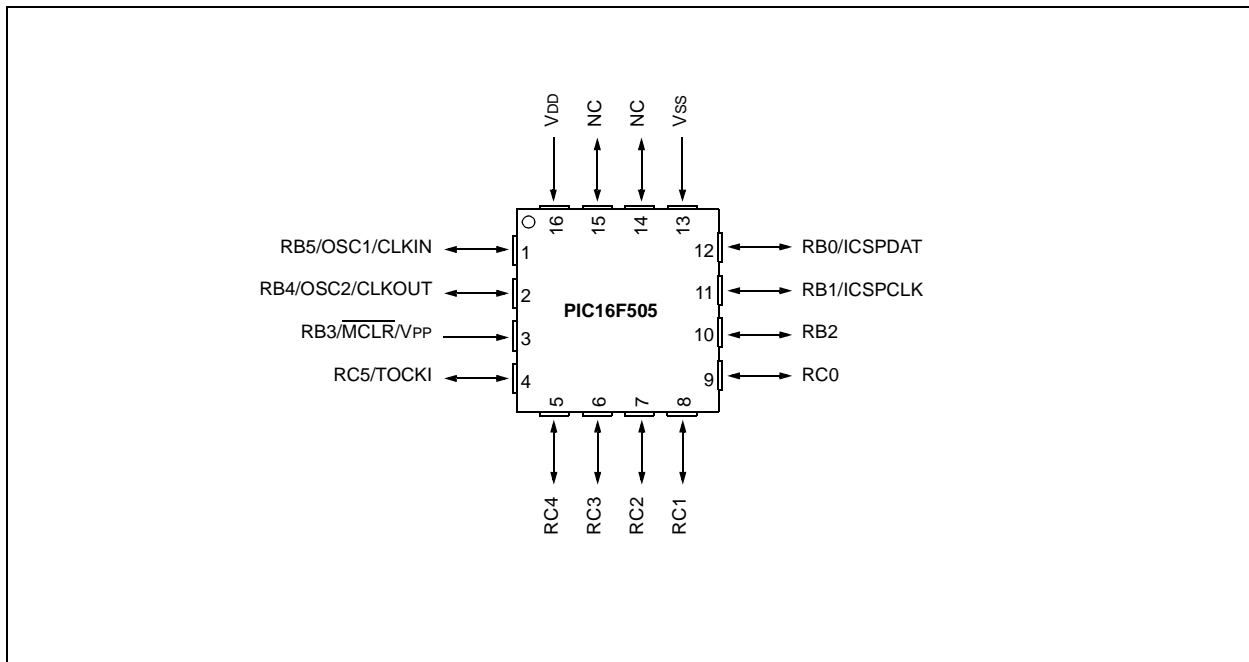 VDD
NC
NC
VSS
16
15
14
13
RB5/OSC1/CLKIN
1
RB4/OSC2/CLKOUT
2
RB3/MCLR/VPP
3
RC5/TOCKI
4
PIC16F505
12
RB0/ICSPDAT
11
RB1/ICSPCLK
10
RB2
9
RC0
5
6
7
8
RC4
RC3
RC2
RC1